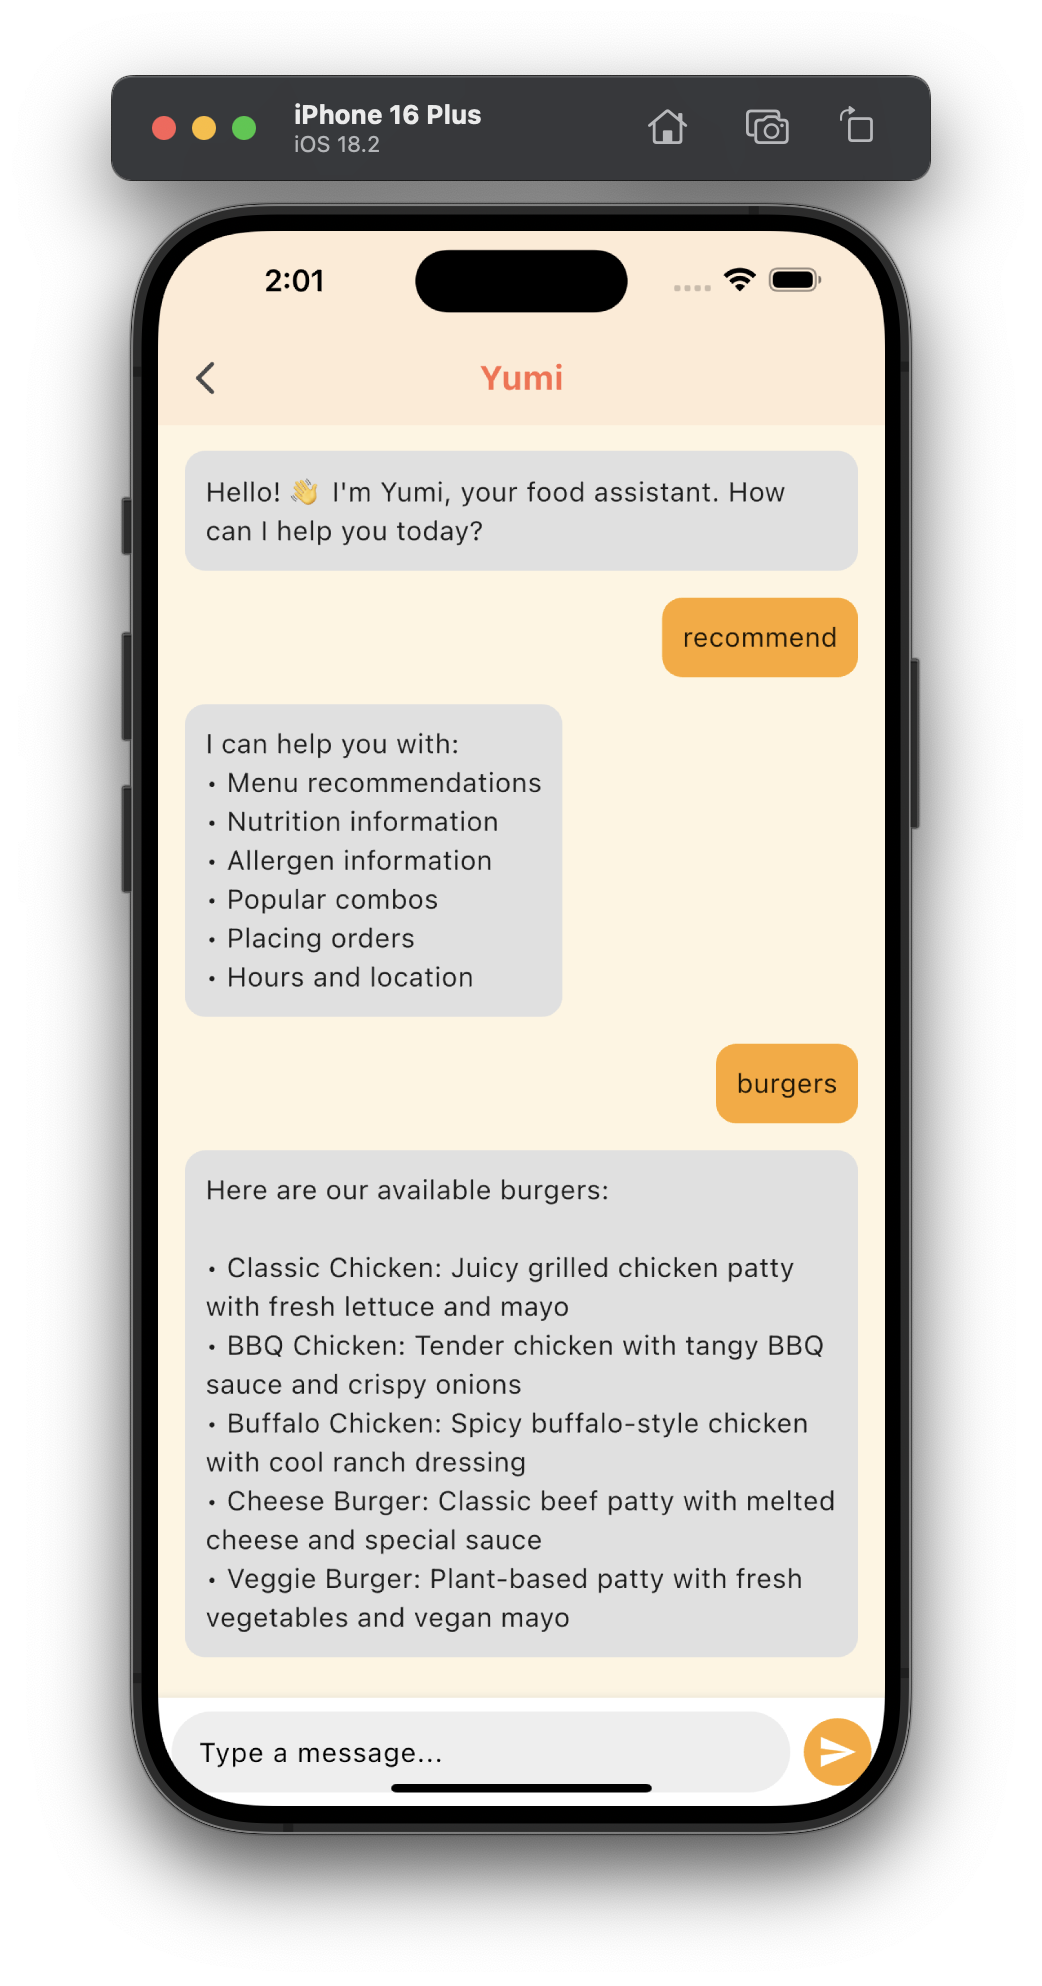 iPhone 16 Plus
iOS 18.2
2:01
Yumi
Hello! 👋 I'm Yumi, your food assistant. How
can I help you today?
recommend
I can help you with:
• Menu recommendations
• Nutrition information
• Allergen information
• Popular combos
• Placing orders
• Hours and location
burgers
Here are our available burgers:
• Classic Chicken: Juicy grilled chicken patty
with fresh lettuce and mayo
• BBQ Chicken: Tender chicken with tangy BBQ
sauce and crispy onions
• Buffalo Chicken: Spicy buffalo-style chicken
with cool ranch dressing
• Cheese Burger: Classic beef patty with melted
cheese and special sauce
• Veggie Burger: Plant-based patty with fresh
vegetables and vegan mayo
Type a message...